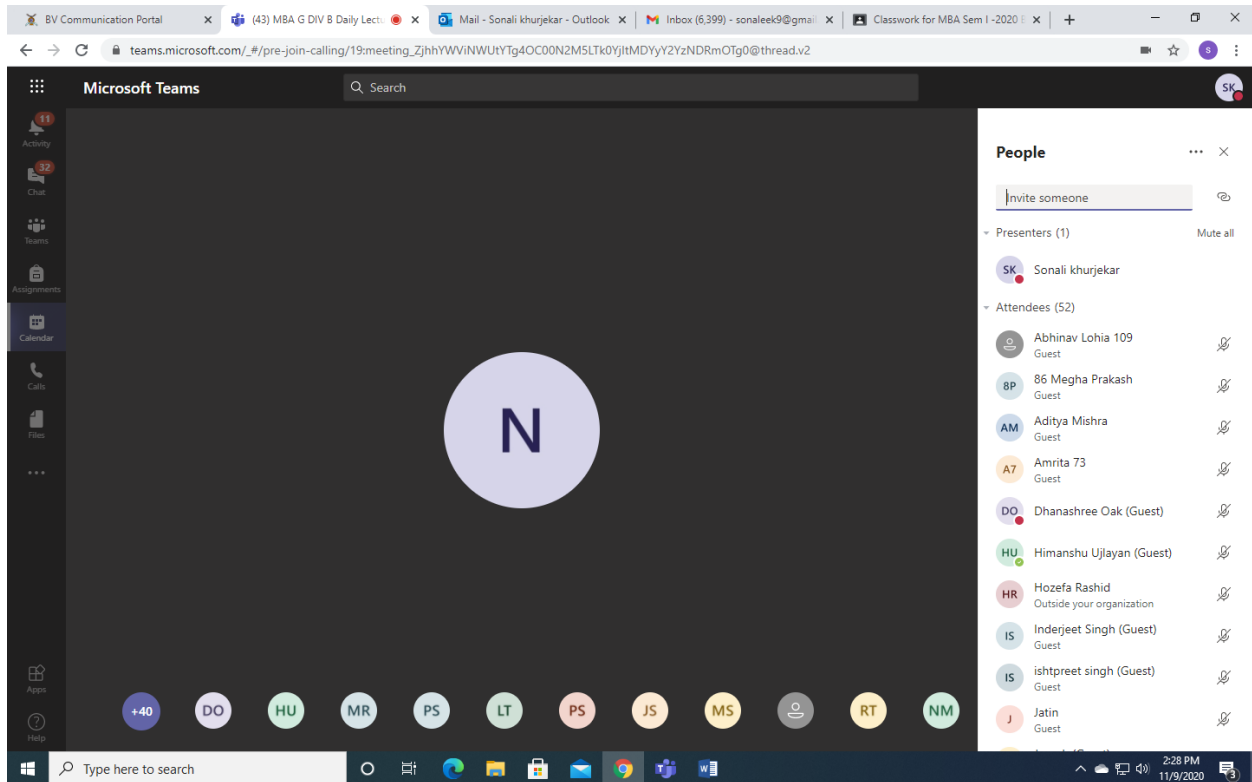 BV Communication Portal
(43) MBA G DIV B Daily Lectu
Mail - Sonali khurjekar - Outlook
Inbox (6,399) - sonaleek9@gmail
Classwork for MBA Sem I -2020 B
teams.microsoft.com/_#/pre-join-calling/19:meeting_ZjhhYWViNWUtYTg4OC00N2M5LTk0YjItMDYyY2YzNDRmOTg0@thread.v2
S
Microsoft Teams
Search
SK
11
Activity
32
Chat
Teams
Assignments
Calendar
Calls
Files
Apps
Help
N
+40
DO
HU
MR
PS
LT
PS
JS
MS
RT
NM
People
Invite someone
Presenters (1)
Mute all
SK
Sonali khurjekar
Attendees (52)
Abhinav Lohia 109
Guest
8P
86 Megha Prakash
Guest
AM
Aditya Mishra
Guest
A7
Amrita 73
Guest
DO
Dhanashree Oak (Guest)
HU
Himanshu Ujlayan (Guest)
HR
Hozefa Rashid
Outside your organization
IS
Inderjeet Singh (Guest)
Guest
IS
ishtpreet singh (Guest)
Guest
J
Jatin
Guest
Type here to search
2:28 PM
11/9/2020
3